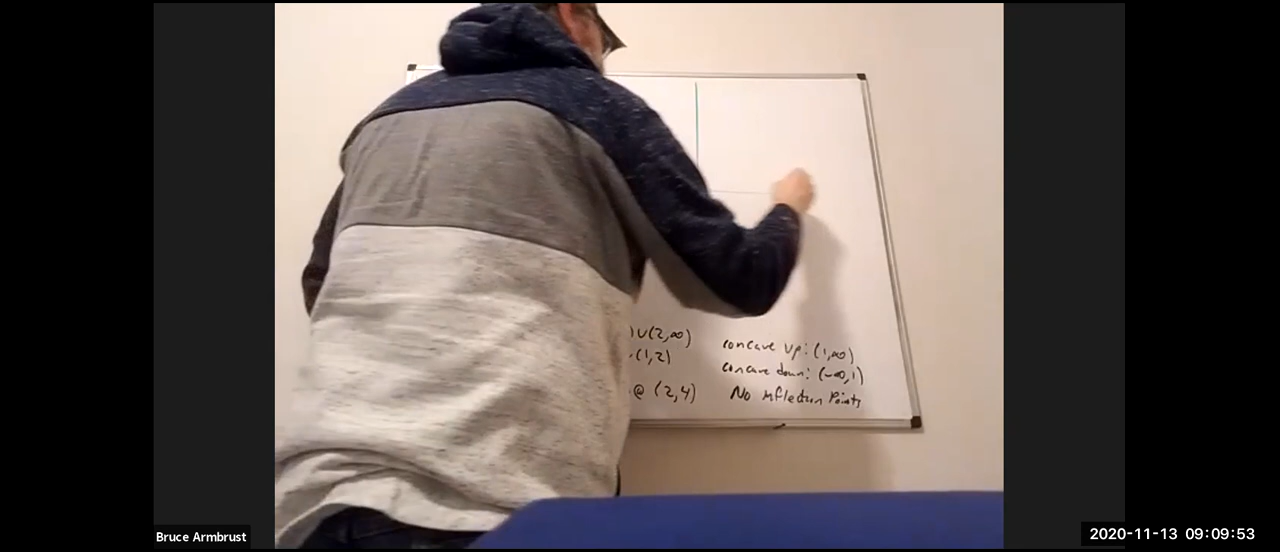 )∪(2,∞)
(1,2)
@ (2,4)
concave up: (1,∞)
concave down: (-∞,1)
No inflection Points
Bruce Armbrust
2020-11-13 09:09:53